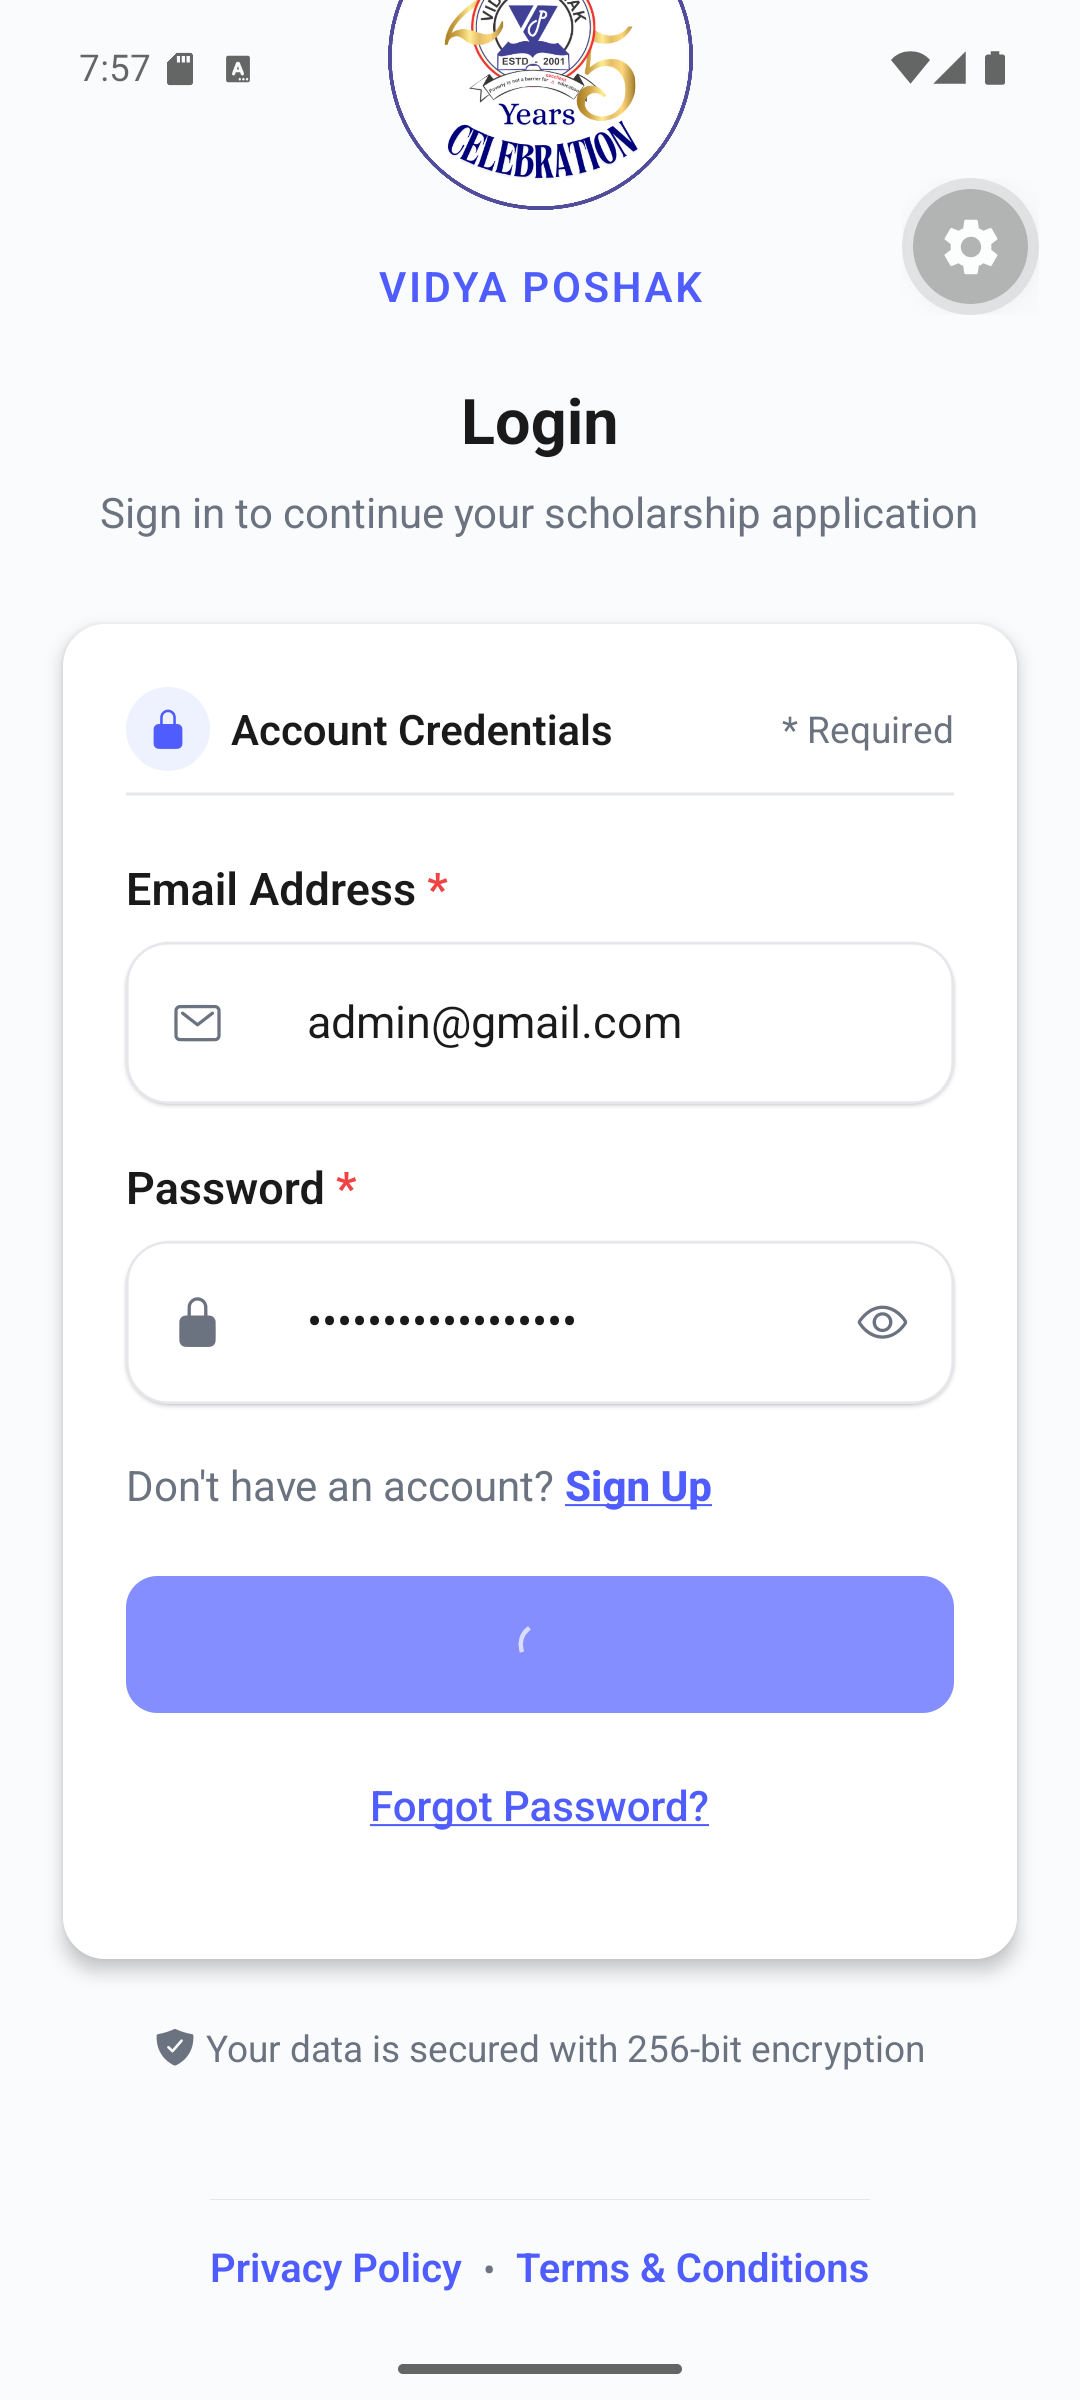 7:57
ESTD - 2001
Years
CELEBRATION
VIDYA POSHAK
Login
Sign in to continue your scholarship application
Account Credentials
* Required
Email Address *
admin@gmail.com
Password *
••••••••••••••••••
Don't have an account? Sign Up
Forgot Password?
Your data is secured with 256-bit encryption
Privacy Policy • Terms & Conditions